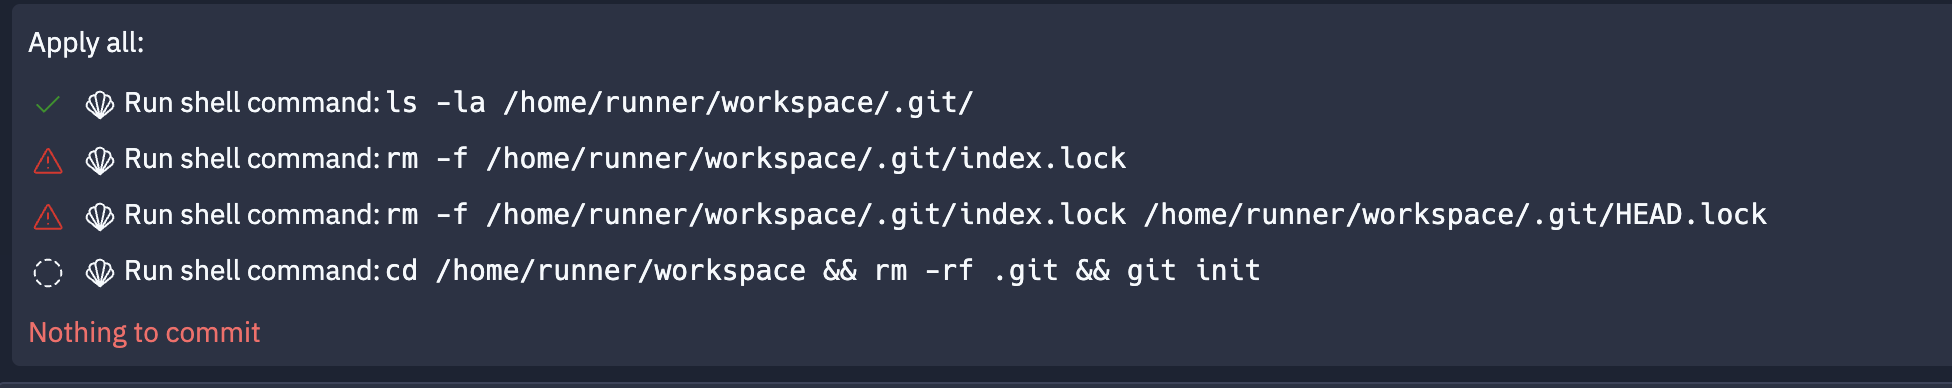 Apply all:
Run shell command: ls -la /home/runner/workspace/.git/
Run shell command: rm -f /home/runner/workspace/.git/index.lock
Run shell command: rm -f /home/runner/workspace/.git/index.lock /home/runner/workspace/.git/HEAD.lock
Run shell command: cd /home/runner/workspace && rm -rf .git && git init
Nothing to commit